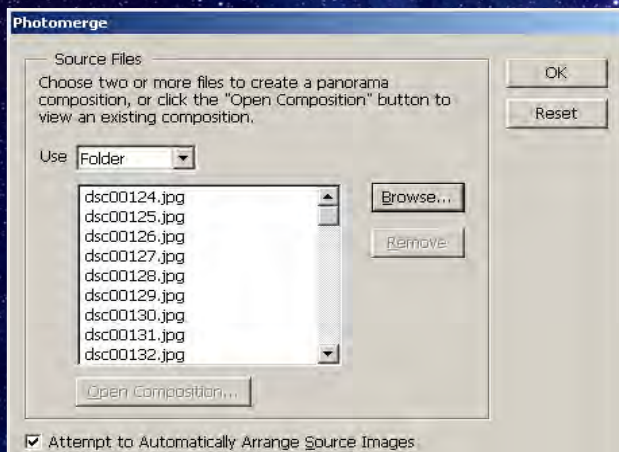 Photomerge
Source Files
Choose two or more files to create a panorama
composition, or click the "Open Composition" button to
view an existing composition.
OK
Reset
Use Folder
dsc00124.jpg
dsc00125.jpg
dsc00126.jpg
dsc00127.jpg
dsc00128.jpg
dsc00129.jpg
dsc00130.jpg
dsc00131.jpg
dsc00132.jpg
Browse...
Remove
Open Composition...
Attempt to Automatically Arrange Source Images